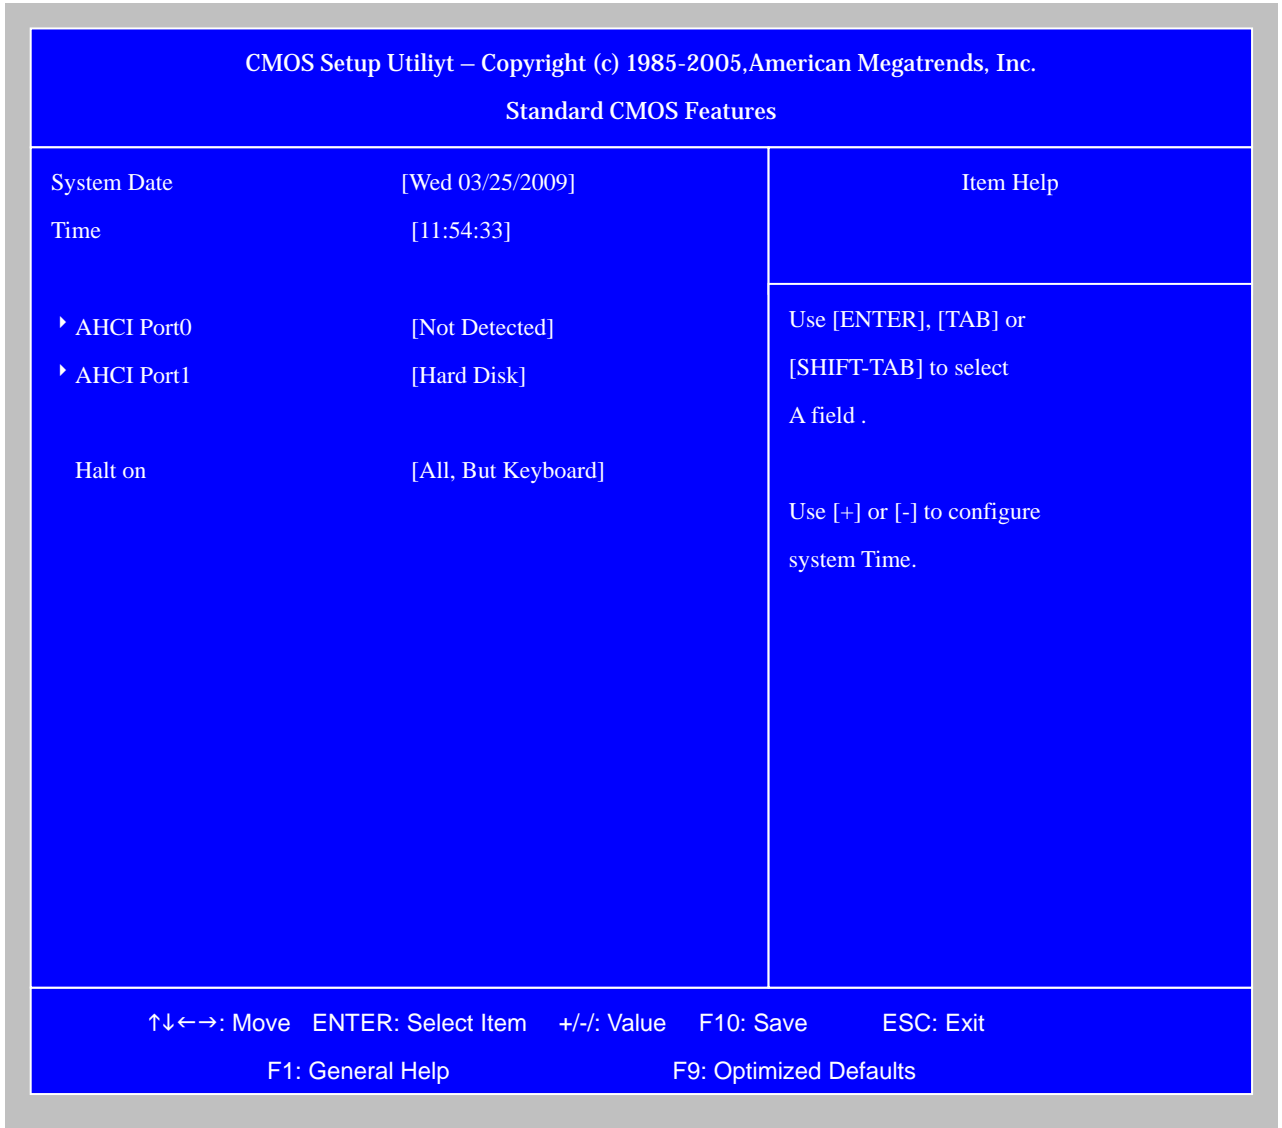 CMOS Setup Utiliyt – Copyright (c) 1985-2005,American Megatrends, Inc.
Standard CMOS Features
System Date [Wed 03/25/2009]
Time [11:54:33]
AHCI Port0 [Not Detected]
AHCI Port1 [Hard Disk]
Halt on [All, But Keyboard]
Item Help
Use [ENTER], [TAB] or
[SHIFT-TAB] to select
A field .
Use [+] or [-] to configure
system Time.
↑↓←→: Move ENTER: Select Item +/-/: Value F10: Save ESC: Exit
F1: General Help F9: Optimized Defaults